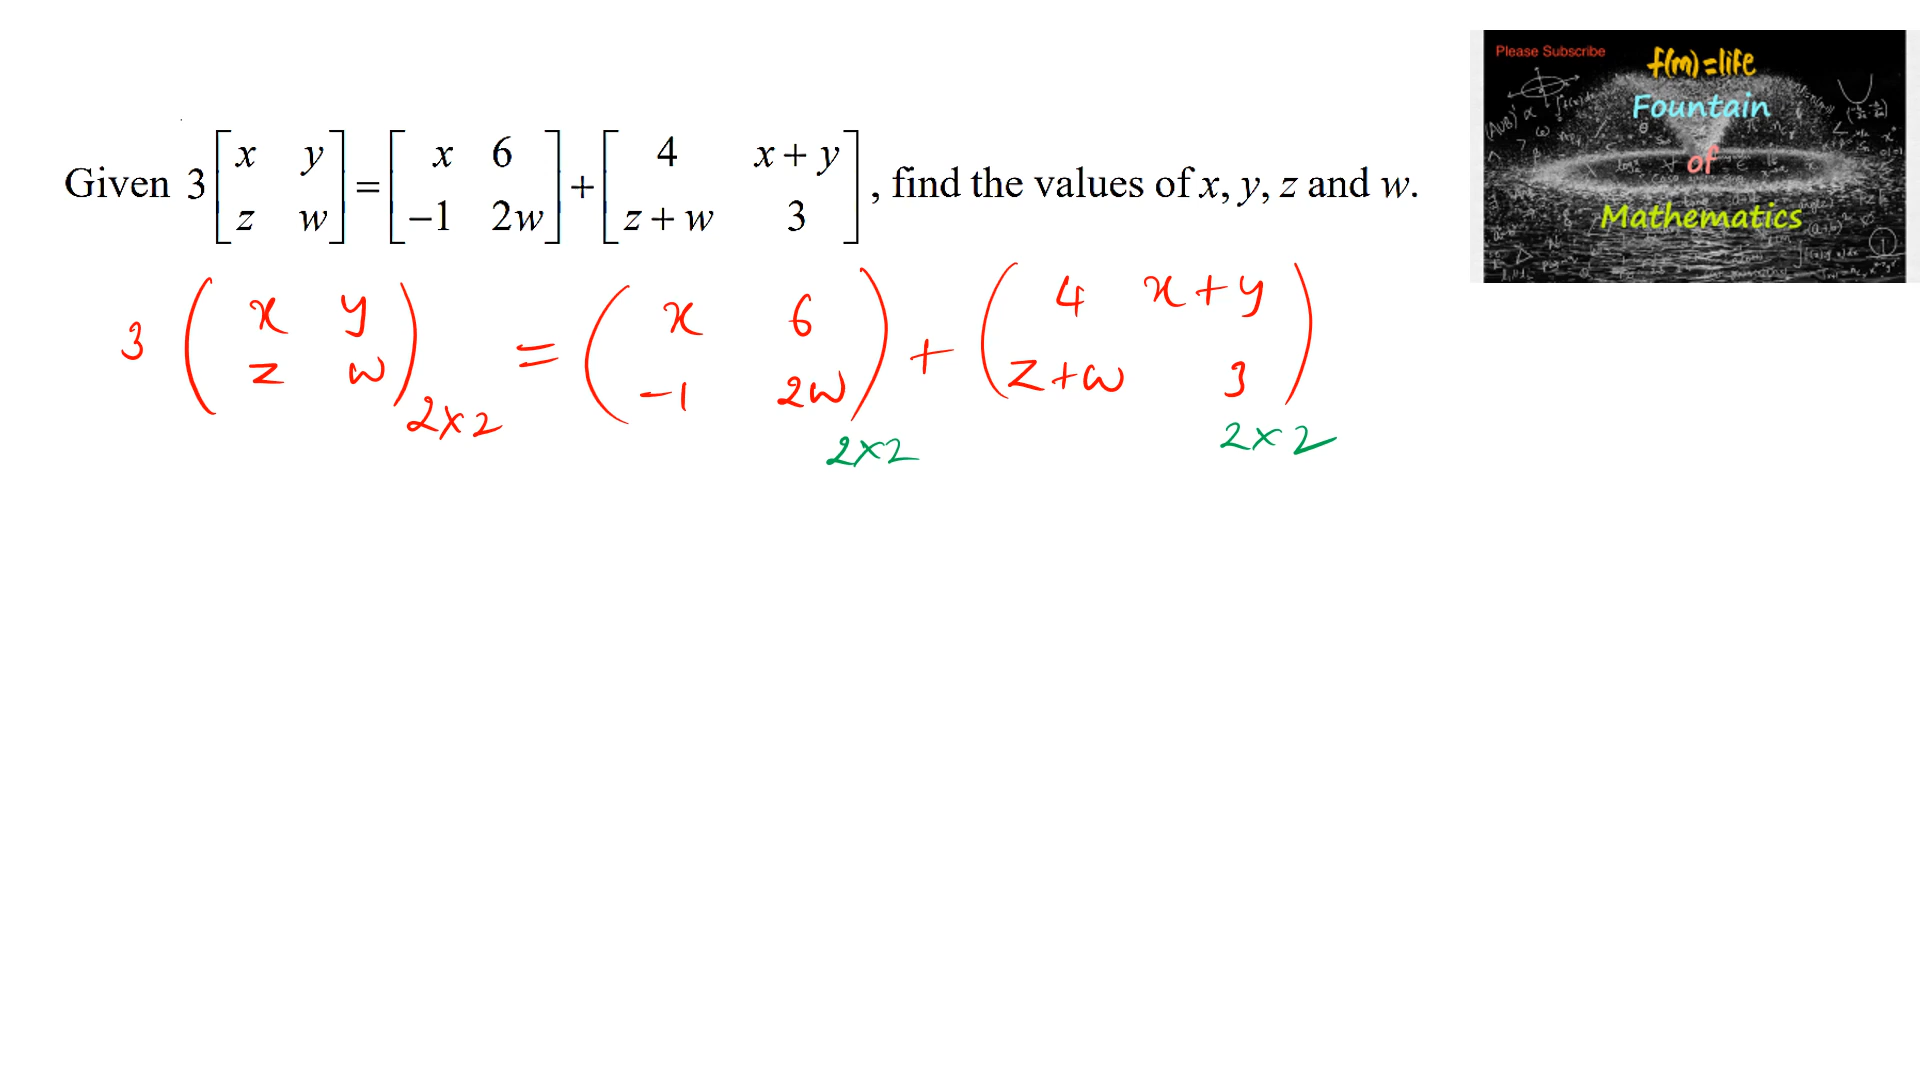 Please Subscribe
f(m)=life
Fountain
of
Mathematics
Given 3 [x y; z w] = [x 6; −1 2w] + [4 x + y; z + w 3], find the values of x, y, z and w.
3 (x y; z w) 2×2 = (x 6; −1 2w) 2×2 + (4 x+y; z+w 3) 2×2